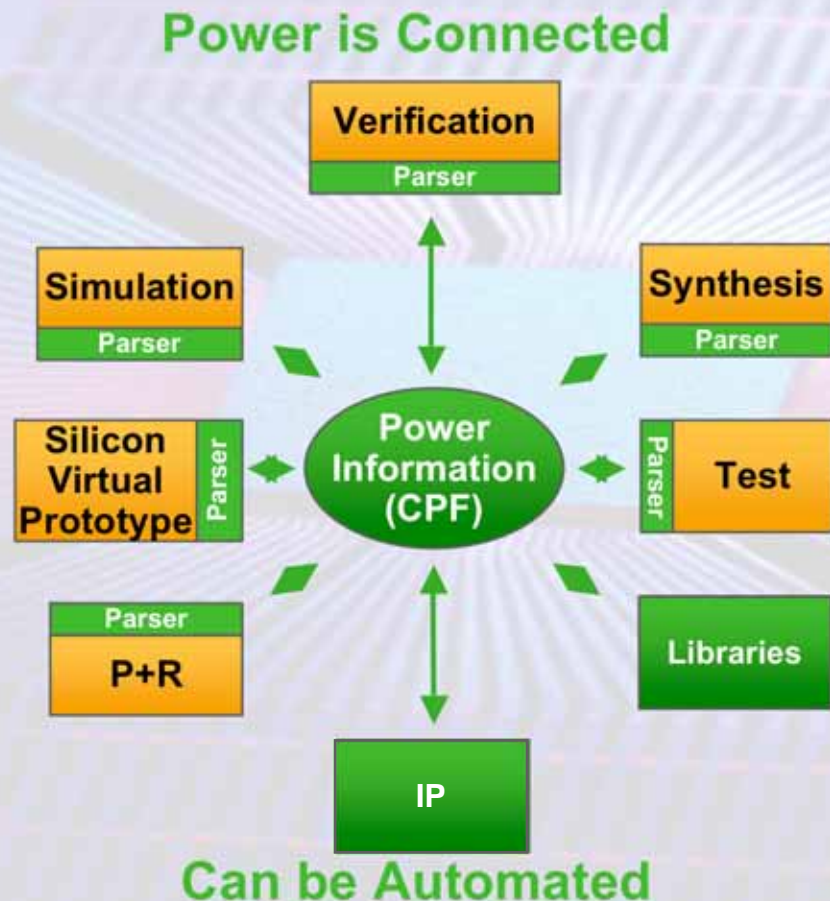 Power is Connected
Verification
Parser
Simulation
Parser
Synthesis
Parser
Silicon
Virtual
Prototype
Parser
Power
Information
(CPF)
Parser
Test
Parser
P+R
Libraries
IP
Can be Automated